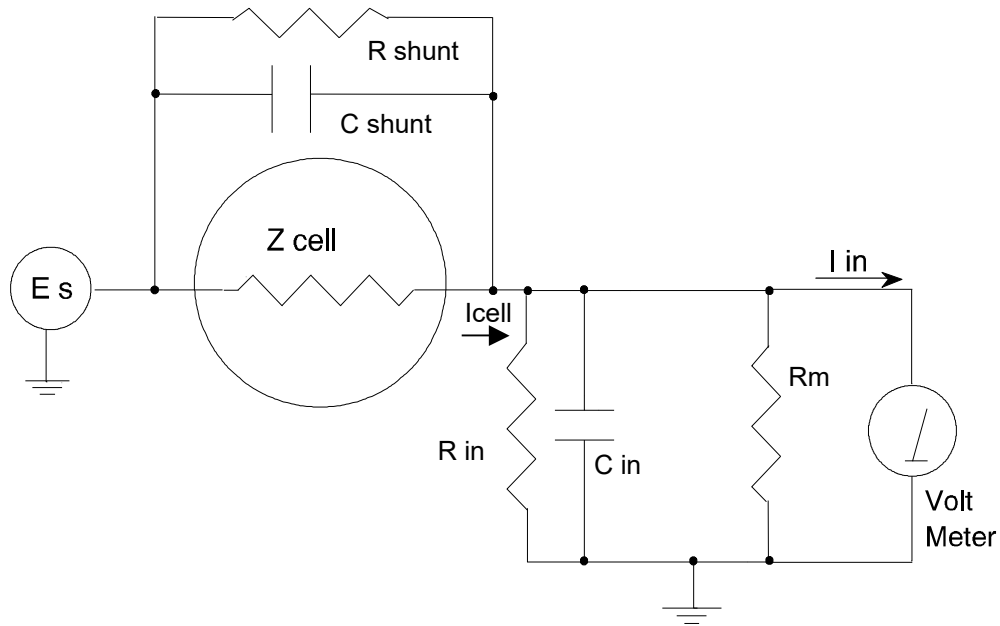 R shunt
C shunt
Z cell
E s
I in
Icell
Rm
R in
C in
Volt
Meter